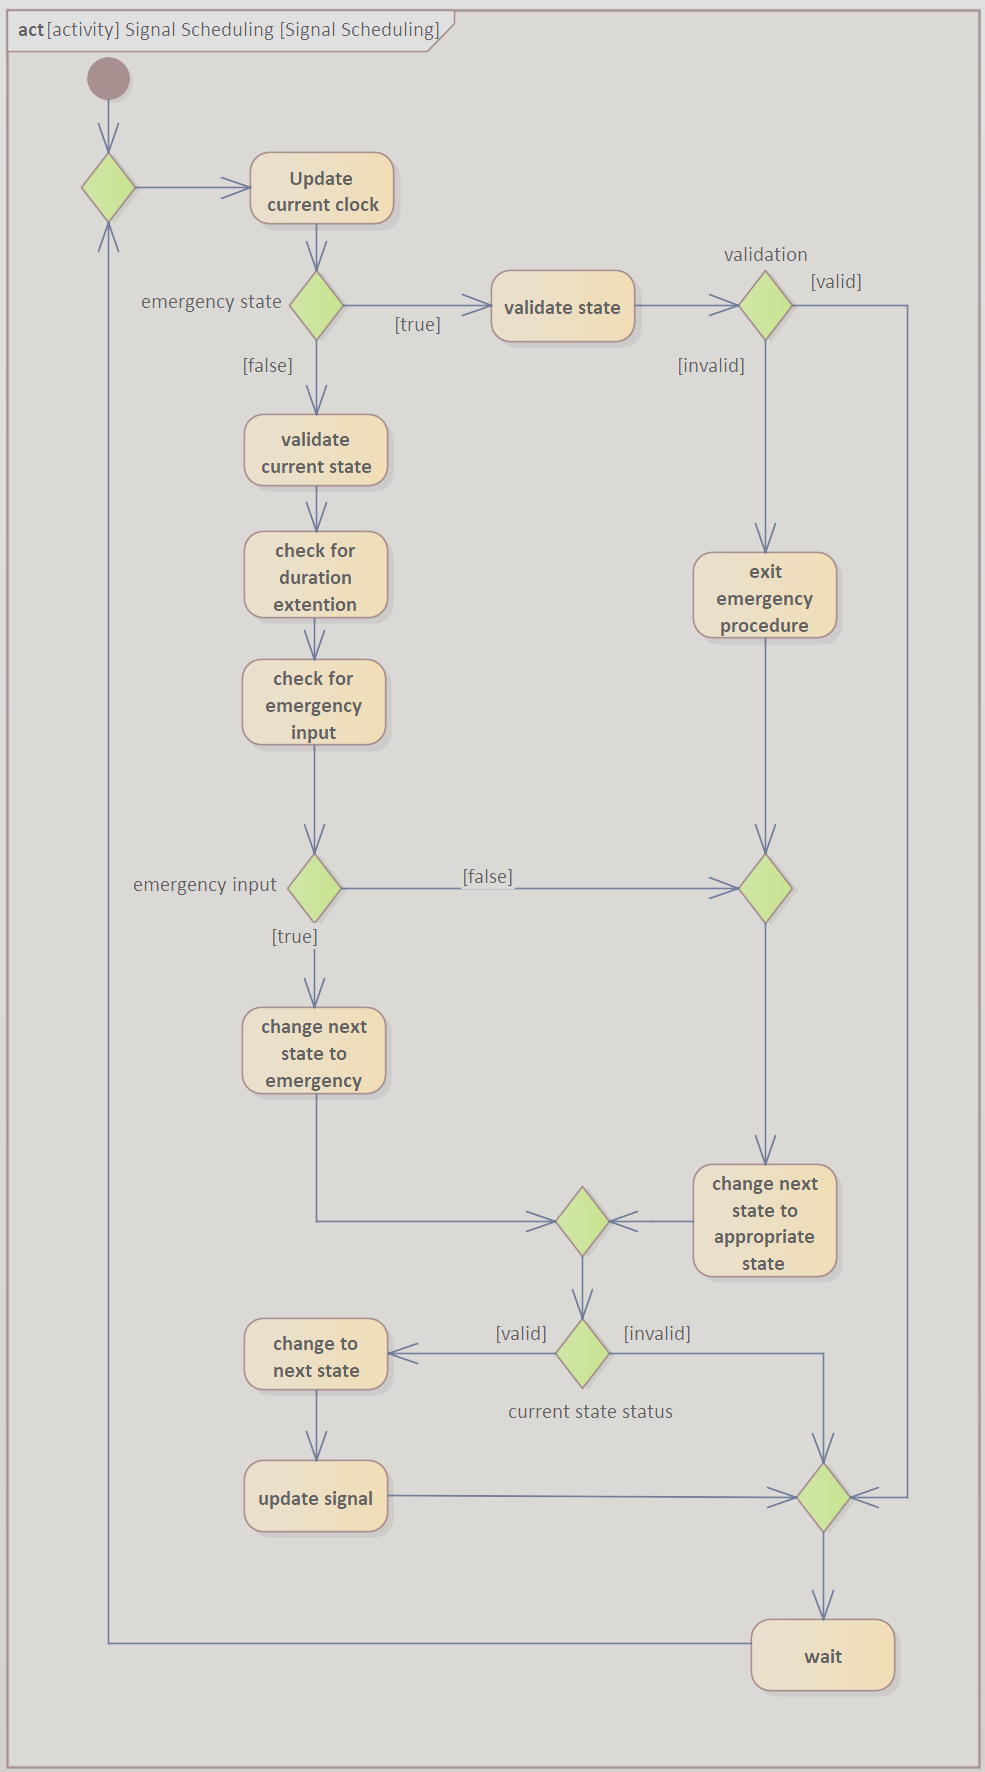 act [activity] Signal Scheduling [Signal Scheduling]
Update
current clock
validation
[valid]
emergency state
validate state
[true]
[false]
[invalid]
validate
current state
check for
duration
extention
exit
emergency
procedure
check for
emergency
input
emergency input
[false]
[true]
change next
state to
emergency
change next
state to
appropriate
state
[valid]
[invalid]
change to
next state
current state status
update signal
wait